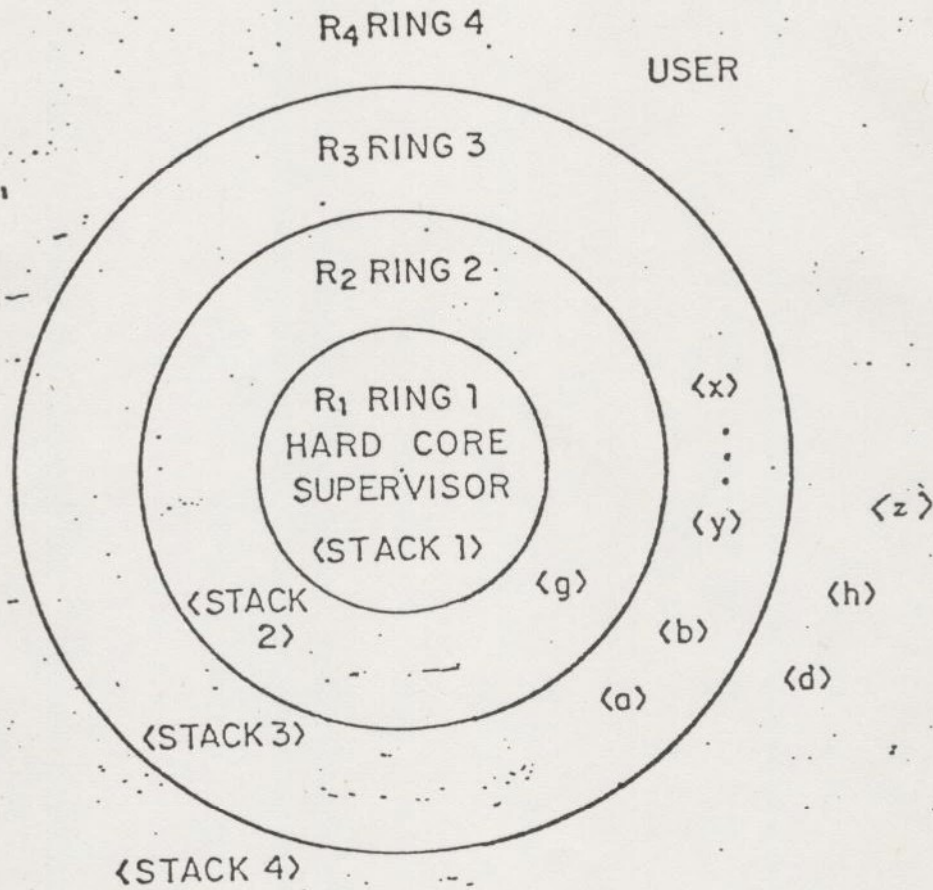 R₄ RING 4
USER
R₃ RING 3
R₂ RING 2
R₁ RING 1
HARD CORE
SUPERVISOR
<STACK 1>
<x>
<y>
<z>
<g>
<h>
<STACK
2>
<b>
<d>
<a>
<STACK 3>
<STACK 4>